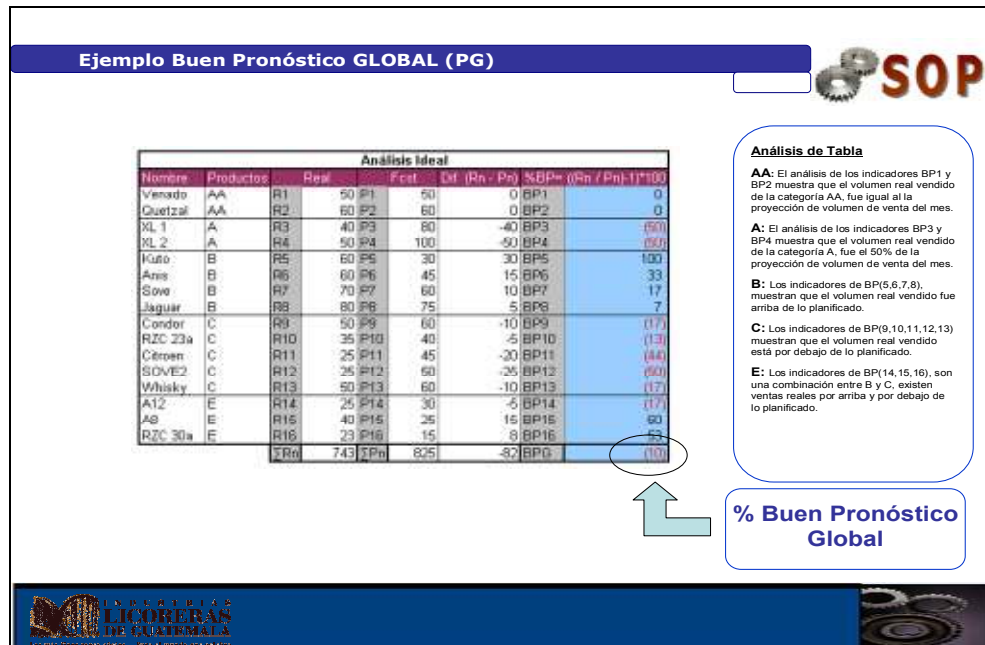 Ejemplo Buen Pronóstico GLOBAL (PG)
SOP
Análisis Ideal
Nombre Productos Real Fcst Dif. (Rn - Pn) %BP= ((Rn / Pn)-1)*100
Venado AA R1 50 P1 50 0 BP1 0
Quetzal AA R2 60 P2 60 0 BP2 0
XL 1 A R3 40 P3 80 -40 BP3 (50)
XL 2 A R4 50 P4 100 -50 BP4 (50)
Kuto B R5 60 P5 30 30 BP5 100
Anis B R6 60 P6 45 15 BP6 33
Sove B R7 70 P7 60 10 BP7 17
Jaguar B R8 80 P8 75 5 BP8 7
Condor C R9 50 P9 60 -10 BP9 (17)
RZC 23a C R10 35 P10 40 -5 BP10 (13)
Citroen C R11 25 P11 45 -20 BP11 (44)
SOVE2 C R12 25 P12 50 -25 BP12 (50)
Whisky C R13 50 P13 60 -10 BP13 (17)
A12 E R14 25 P14 30 -5 BP14 (17)
A8 E R15 40 P15 25 15 BP15 60
RZC 30a E R16 23 P16 15 8 BP16 53
∑Rn 743 ∑Pn 825 -82 BPG (10)
Análisis de Tabla
AA: El análisis de los indicadores BP1 y
BP2 muestra que el volumen real vendido
de la categoría AA, fue igual al la
proyección de volumen de venta del mes.
A: El análisis de los indicadores BP3 y
BP4 muestra que el volumen real vendido
de la categoría A, fue el 50% de la
proyección de volumen de venta del mes.
B: Los indicadores de BP(5,6,7,8),
muestran que el volumen real vendido fue
arriba de lo planificado.
C: Los indicadores de BP(9,10,11,12,13)
muestran que el volumen real vendido
está por debajo de lo planificado.
E: Los indicadores de BP(14,15,16), son
una combinación entre B y C, existen
ventas reales por arriba y por debajo de
lo planificado.
% Buen Pronóstico
Global
INDUSTRIAS
LICORERAS
DE GUATEMALA